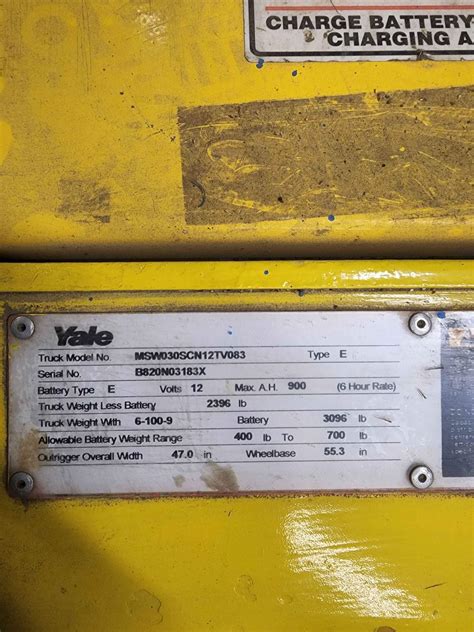 CHARGE BATTERY
CHARGING A
Yale
Truck Model No. MSW030SCN12TV083 Type E
Serial No. B820N03183X
Battery Type E Volts 12 Max. A.H. 900 (6 Hour Rate)
Truck Weight Less Battery 2396 lb
Truck Weight With 6-100-9 Battery 3096 lb
Allowable Battery Weight Range 400 lb To 700 lb
Outrigger Overall Width 47.0 in Wheelbase 55.3 in